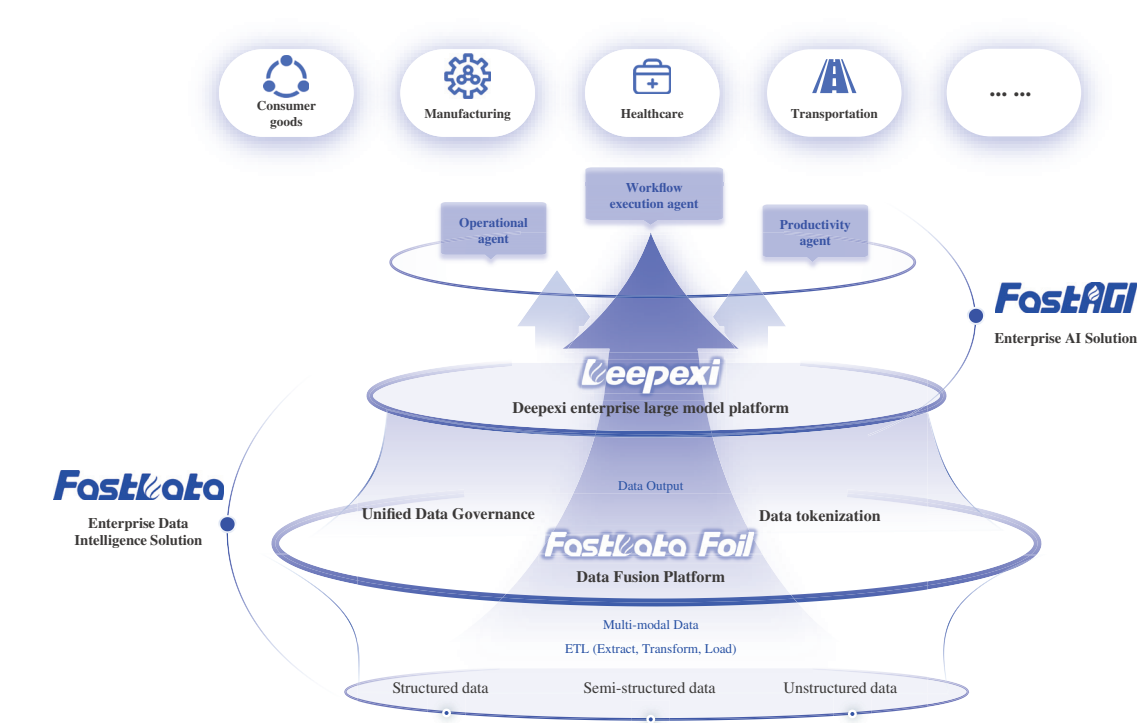 Consumer
goods
Manufacturing
Healthcare
Transportation
... ...
Workflow
execution agent
Operational
agent
Productivity
agent
FastAGI
Enterprise AI Solution
Deepexi
Deepexi enterprise large model platform
Data Output
FastData
Enterprise Data
Intelligence Solution
Unified Data Governance
Data tokenization
FastData Foil
Data Fusion Platform
Multi-modal Data
ETL (Extract, Transform, Load)
Structured data
Semi-structured data
Unstructured data